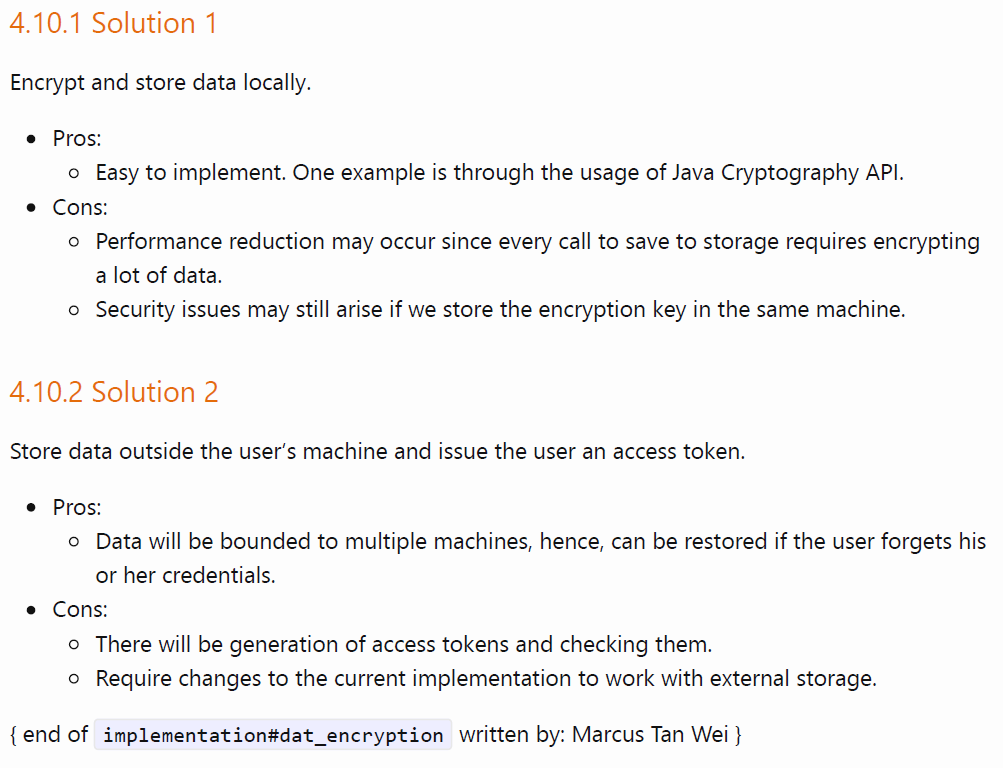 4.10.1 Solution 1
Encrypt and store data locally.
• Pros:
◦ Easy to implement. One example is through the usage of Java Cryptography API.
• Cons:
◦ Performance reduction may occur since every call to save to storage requires encrypting
a lot of data.
◦ Security issues may still arise if we store the encryption key in the same machine.
4.10.2 Solution 2
Store data outside the user’s machine and issue the user an access token.
• Pros:
◦ Data will be bounded to multiple machines, hence, can be restored if the user forgets his
or her credentials.
• Cons:
◦ There will be generation of access tokens and checking them.
◦ Require changes to the current implementation to work with external storage.
{ end of implementation#dat_encryption written by: Marcus Tan Wei }